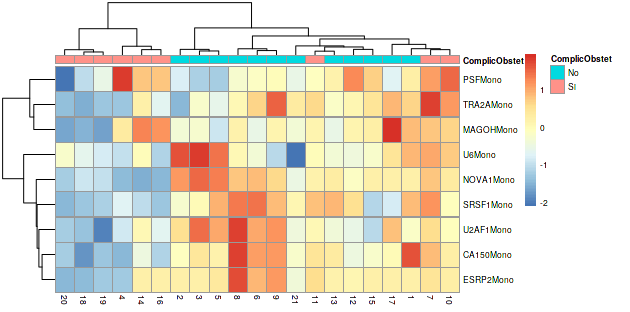 ComplicObstet
ComplicObstet
No
SI
PSFMono
TRA2AMono
MAGOHMono
U6Mono
NOVA1Mono
SRSF1Mono
U2AF1Mono
CA150Mono
ESRP2Mono
1
0
-1
-2
20 18 19 4 14 16 2 3 5 8 6 9 21 11 13 12 15 17 1 7 10